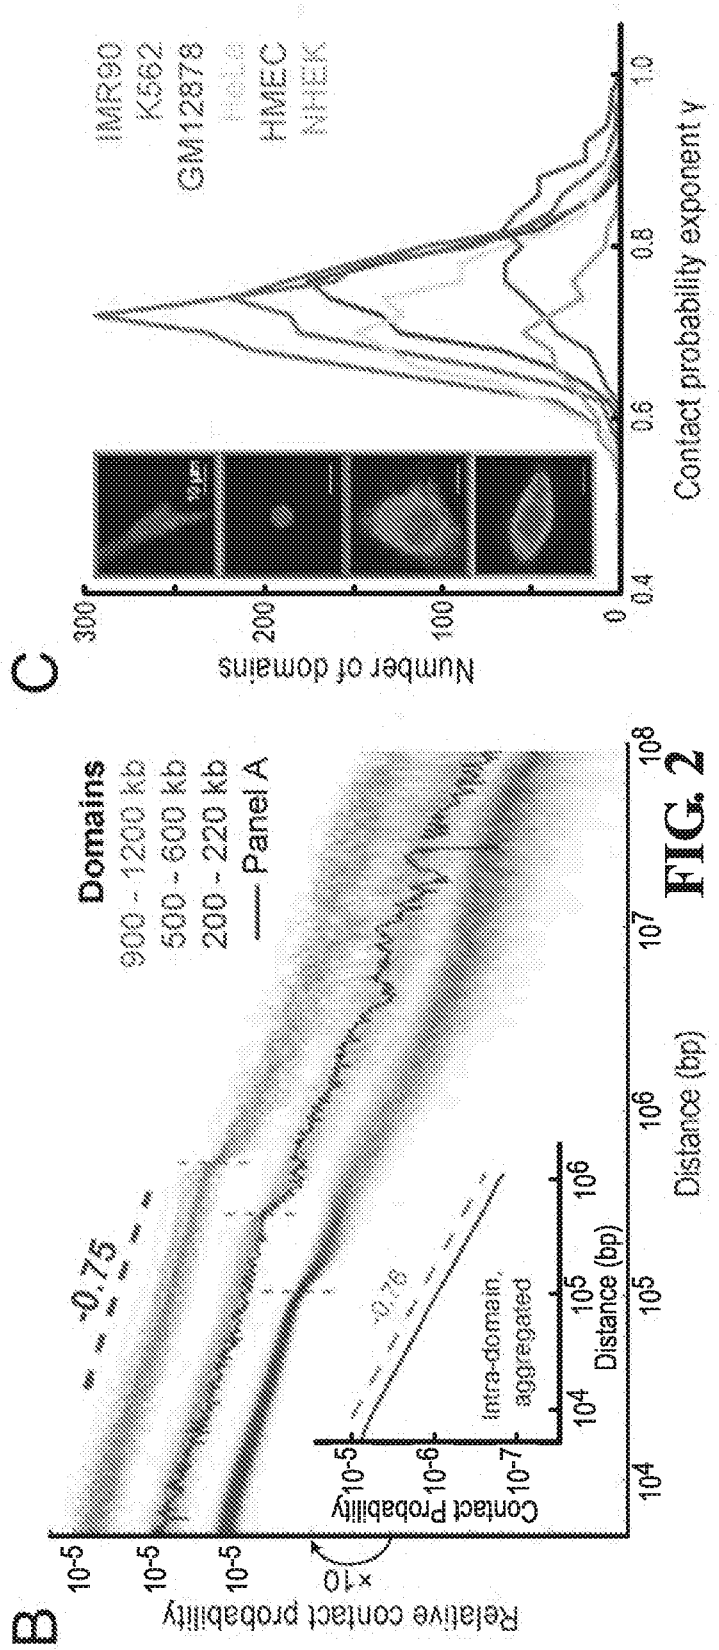 B
Relative contact probability
×10
10-5
10-5
10-5
-0.75
Domains
900 - 1200 kb
500 - 600 kb
200 - 220 kb
Panel A
Contact Probability
10-5
10-6
10-7
-0.76
Intra-domain,
aggregated
10⁴
10⁵
10⁶
Distance (bp)
10⁴
10⁵
10⁶
10⁷
10⁸
Distance (bp)
FIG. 2
C
Number of domains
300
200
100
0
IMR90
K562
GM12878
HeLa
HMEC
NHEK
0.4
0.6
0.8
1.0
Contact probability exponent γ